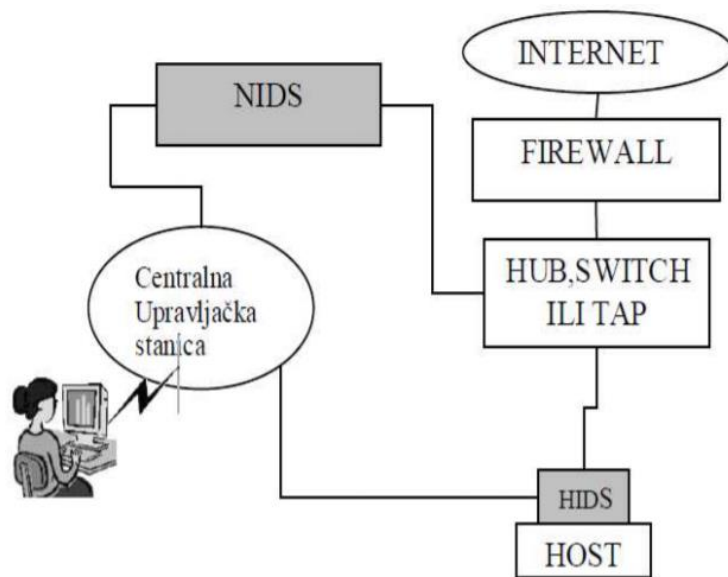 INTERNET
NIDS
FIREWALL
HUB,SWITCH
ILI TAP
Centralna
Upravljačka
stanica
HIDS
HOST